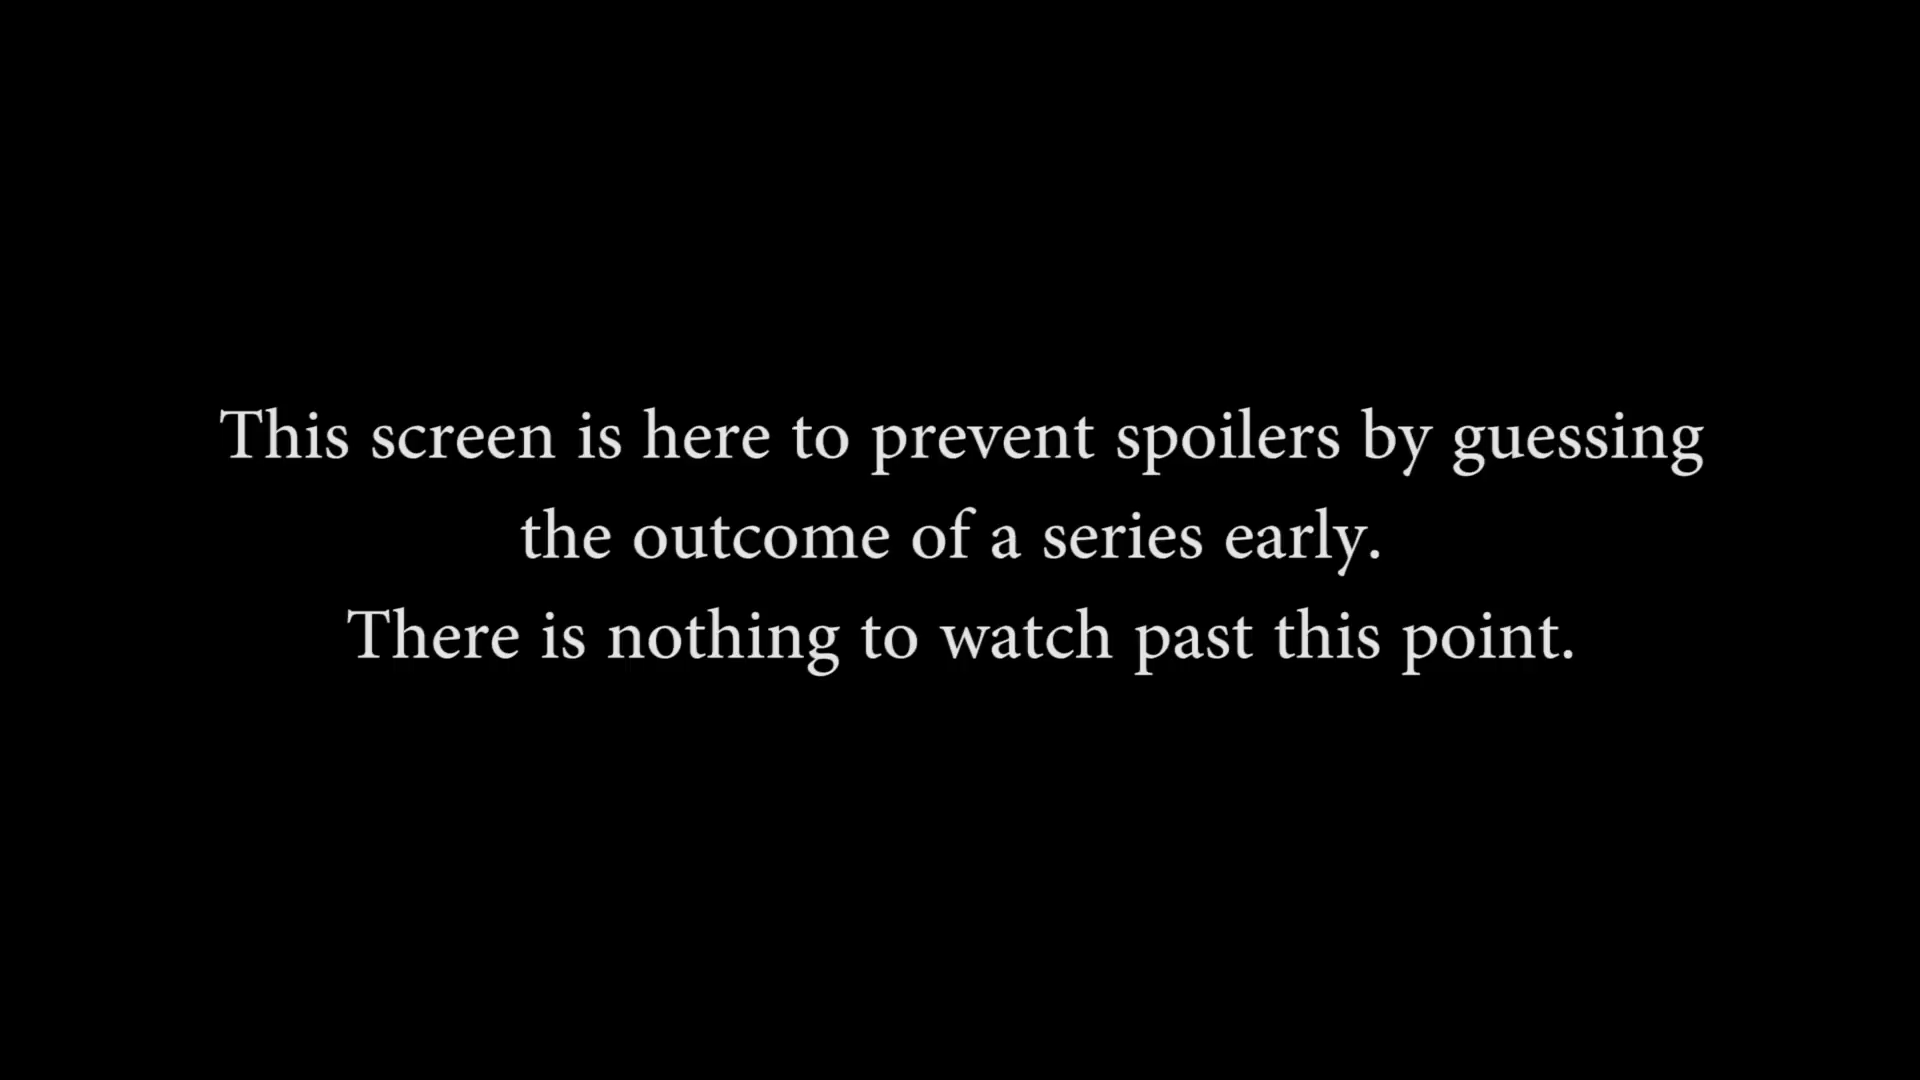 This screen is here to prevent spoilers by guessing
the outcome of a series early.
There is nothing to watch past this point.